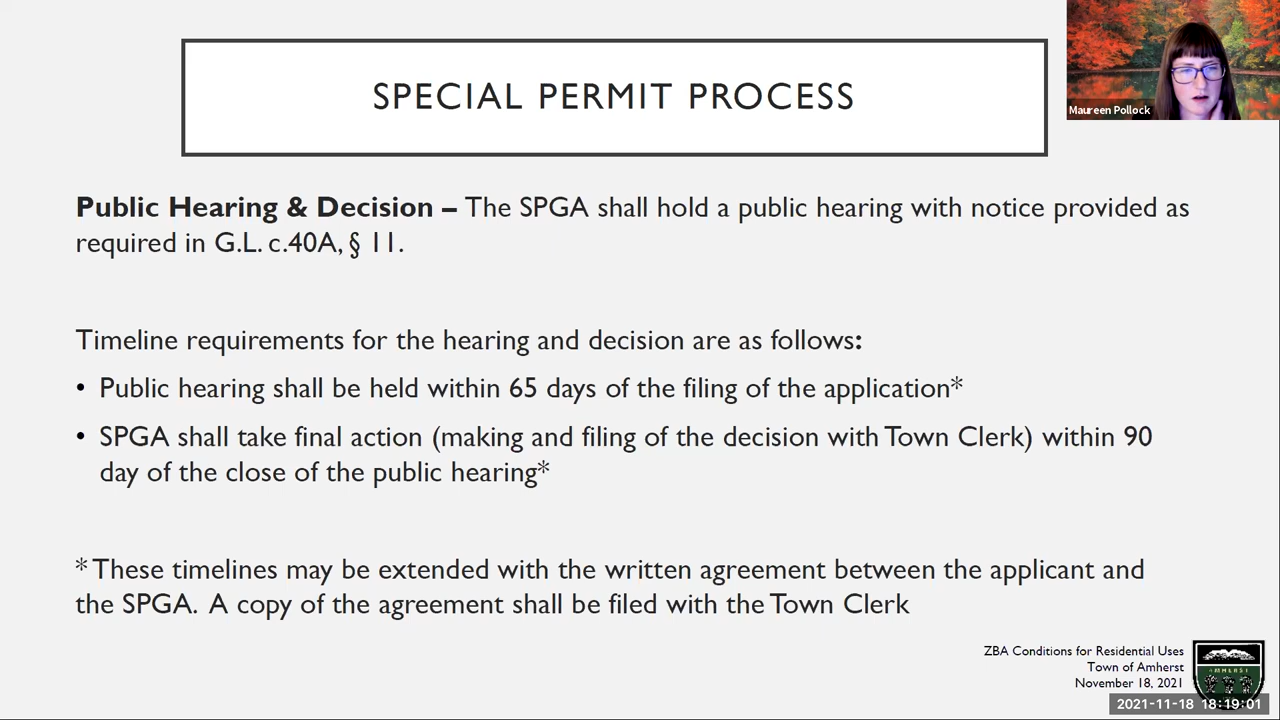 SPECIAL PERMIT PROCESS
Maureen Pollock
Public Hearing & Decision – The SPGA shall hold a public hearing with notice provided as
required in G.L. c.40A, § 11.
Timeline requirements for the hearing and decision are as follows:
• Public hearing shall be held within 65 days of the filing of the application*
• SPGA shall take final action (making and filing of the decision with Town Clerk) within 90
day of the close of the public hearing*
* These timelines may be extended with the written agreement between the applicant and
the SPGA. A copy of the agreement shall be filed with the Town Clerk
ZBA Conditions for Residential Uses
Town of Amherst
November 18, 2021
AMHERST
2021-11-18 18:19:01